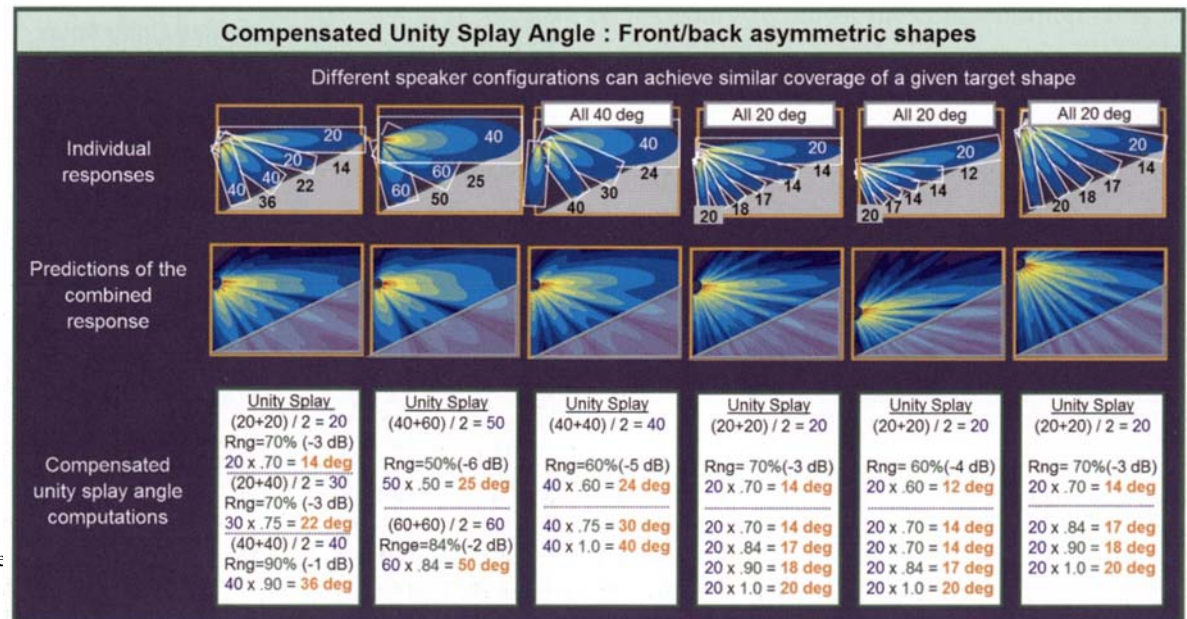 Compensated Unity Splay Angle : Front/back asymmetric shapes
Different speaker configurations can achieve similar coverage of a given target shape
Individual
responses
20
20
40
40
14
22
36
40
60
60
25
50
All 40 deg
40
24
30
40
All 20 deg
20
14
14
17
18
20
All 20 deg
20
12
14
14
17
20
All 20 deg
20
14
17
18
20
Predictions of the
combined
response
Compensated
unity splay angle
computations
Unity Splay
(20+20) / 2 = 20
Rng=70% (-3 dB)
20 x .70 = 14 deg
(20+40) / 2 = 30
Rng=70% (-3 dB)
30 x .75 = 22 deg
(40+40) / 2 = 40
Rng=90% (-1 dB)
40 x .90 = 36 deg
Unity Splay
(40+60) / 2 = 50
Rng=50%(-6 dB)
50 x .50 = 25 deg
(60+60) / 2 = 60
Rnge=84%(-2 dB)
60 x .84 = 50 deg
Unity Splay
(40+40) / 2 = 40
Rng=60%(-5 dB)
40 x .60 = 24 deg
40 x .75 = 30 deg
40 x 1.0 = 40 deg
Unity Splay
(20+20) / 2 = 20
Rng= 70%(-3 dB)
20 x .70 = 14 deg
20 x .70 = 14 deg
20 x .84 = 17 deg
20 x .90 = 18 deg
20 x 1.0 = 20 deg
Unity Splay
(20+20) / 2 = 20
Rng= 60%(-4 dB)
20 x .60 = 12 deg
20 x .70 = 14 deg
20 x .70 = 14 deg
20 x .84 = 17 deg
20 x 1.0 = 20 deg
Unity Splay
(20+20) / 2 = 20
Rng= 70%(-3 dB)
20 x .70 = 14 deg
20 x .84 = 17 deg
20 x .90 = 18 deg
20 x 1.0 = 20 deg